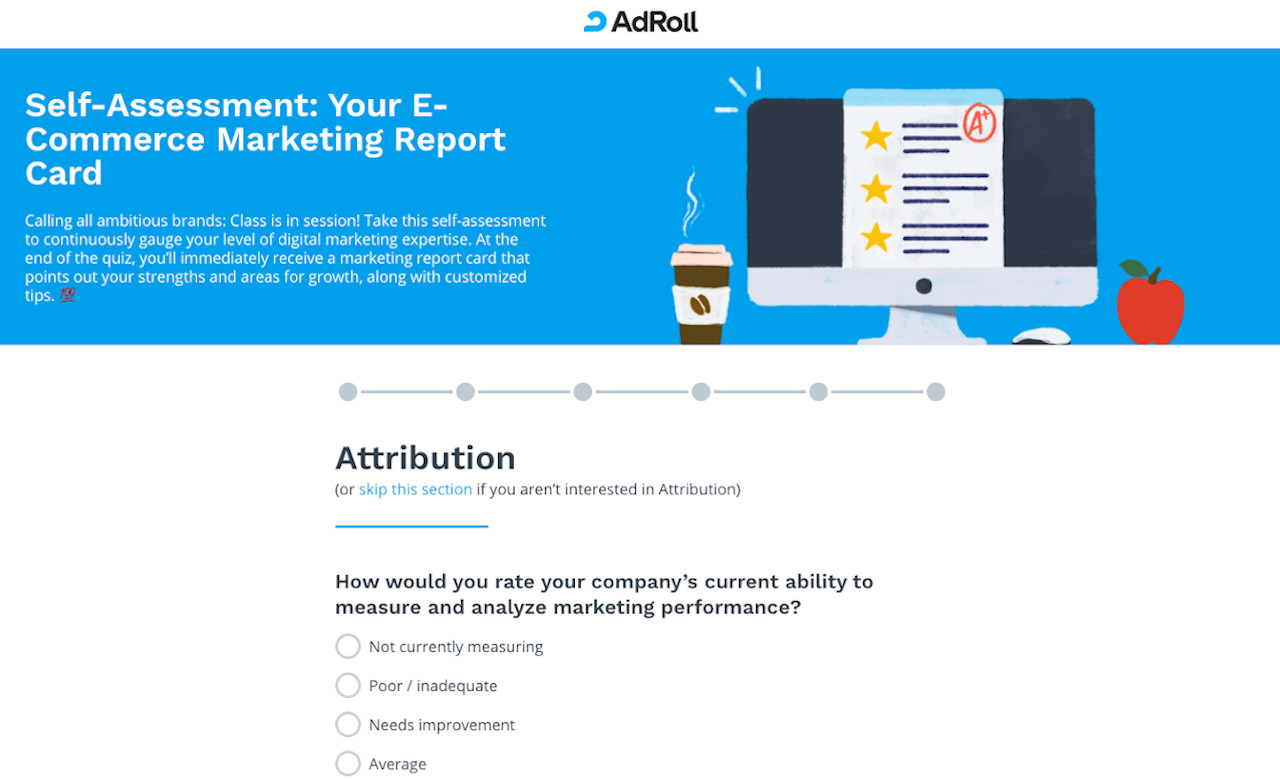 AdRoll
Self-Assessment: Your E-
Commerce Marketing Report
Card
Calling all ambitious brands: Class is in session! Take this self-assessment
to continuously gauge your level of digital marketing expertise. At the
end of the quiz, you’ll immediately receive a marketing report card that
points out your strengths and areas for growth, along with customized
tips. 💯
A+
Attribution
(or skip this section if you aren’t interested in Attribution)
How would you rate your company’s current ability to
measure and analyze marketing performance?
Not currently measuring
Poor / inadequate
Needs improvement
Average